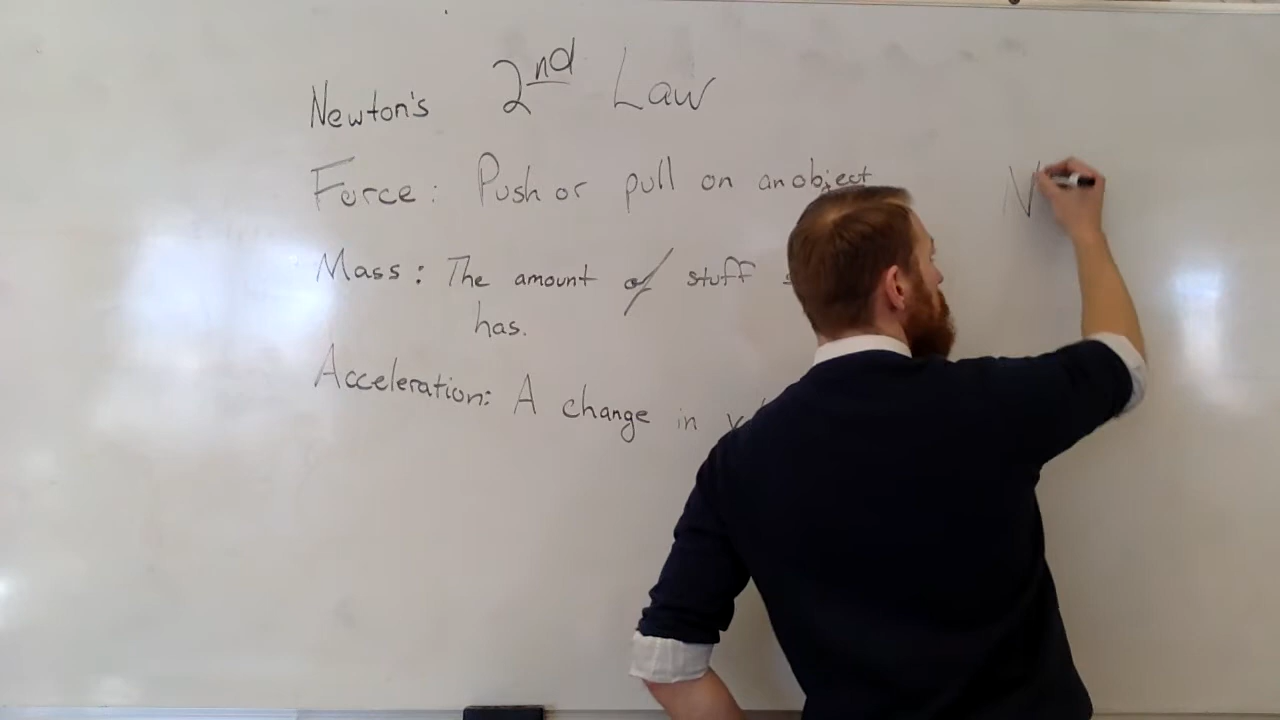 Newton's 2nd Law
Force: Push or pull on an object
N
Mass: The amount of stuff
has.
Acceleration: A change in